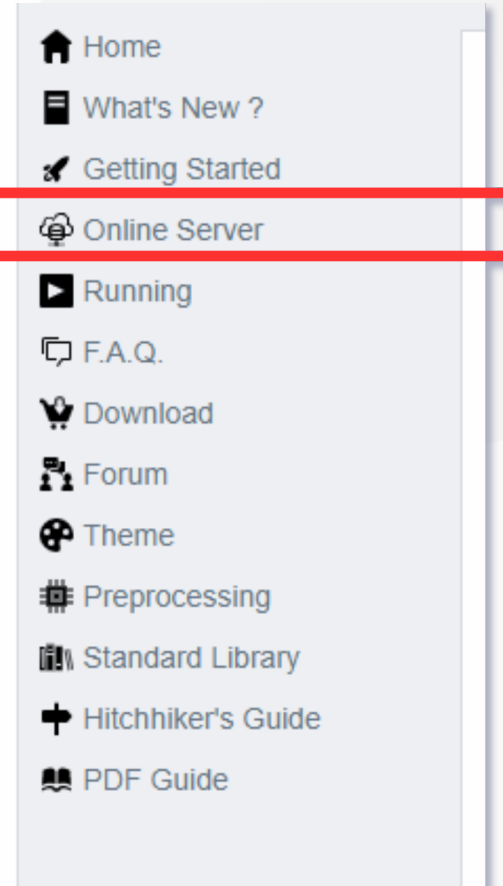 Home
What's New ?
Getting Started
Online Server
Running
F.A.Q.
Download
Forum
Theme
Preprocessing
Standard Library
Hitchhiker's Guide
PDF Guide